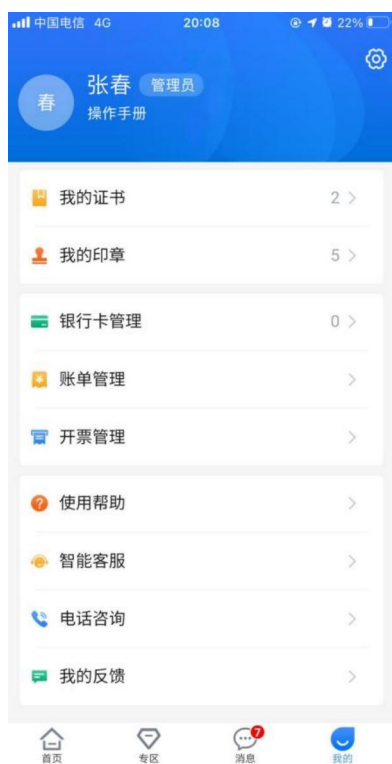 中国电信 4G 20:08 22%
春
张春 管理员
操作手册
我的证书 2
我的印章 5
银行卡管理 0
账单管理
开票管理
使用帮助
智能客服
电话咨询
我的反馈
7
首页 专区 消息 我的